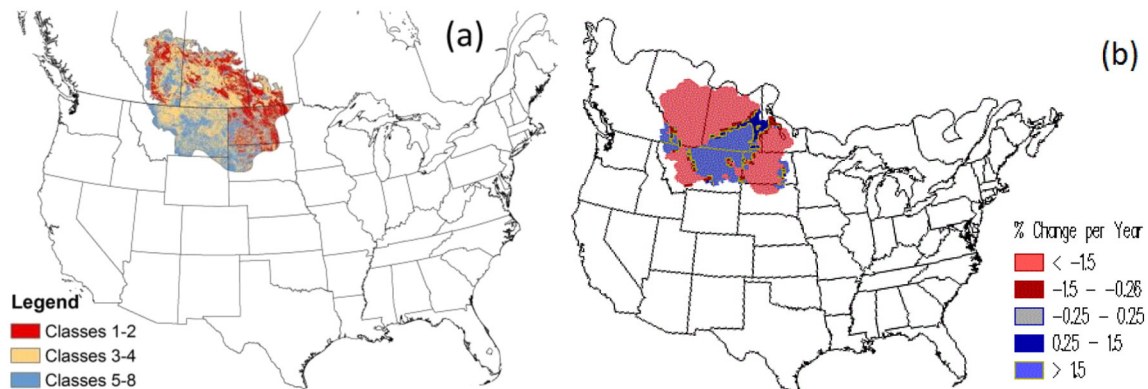 (a)
Legend
Classes 1-2
Classes 3-4
Classes 5-8
(b)
% Change per Year
< -1.5
-1.5 - -0.26
-0.25 - 0.25
0.25 - 1.5
> 1.5